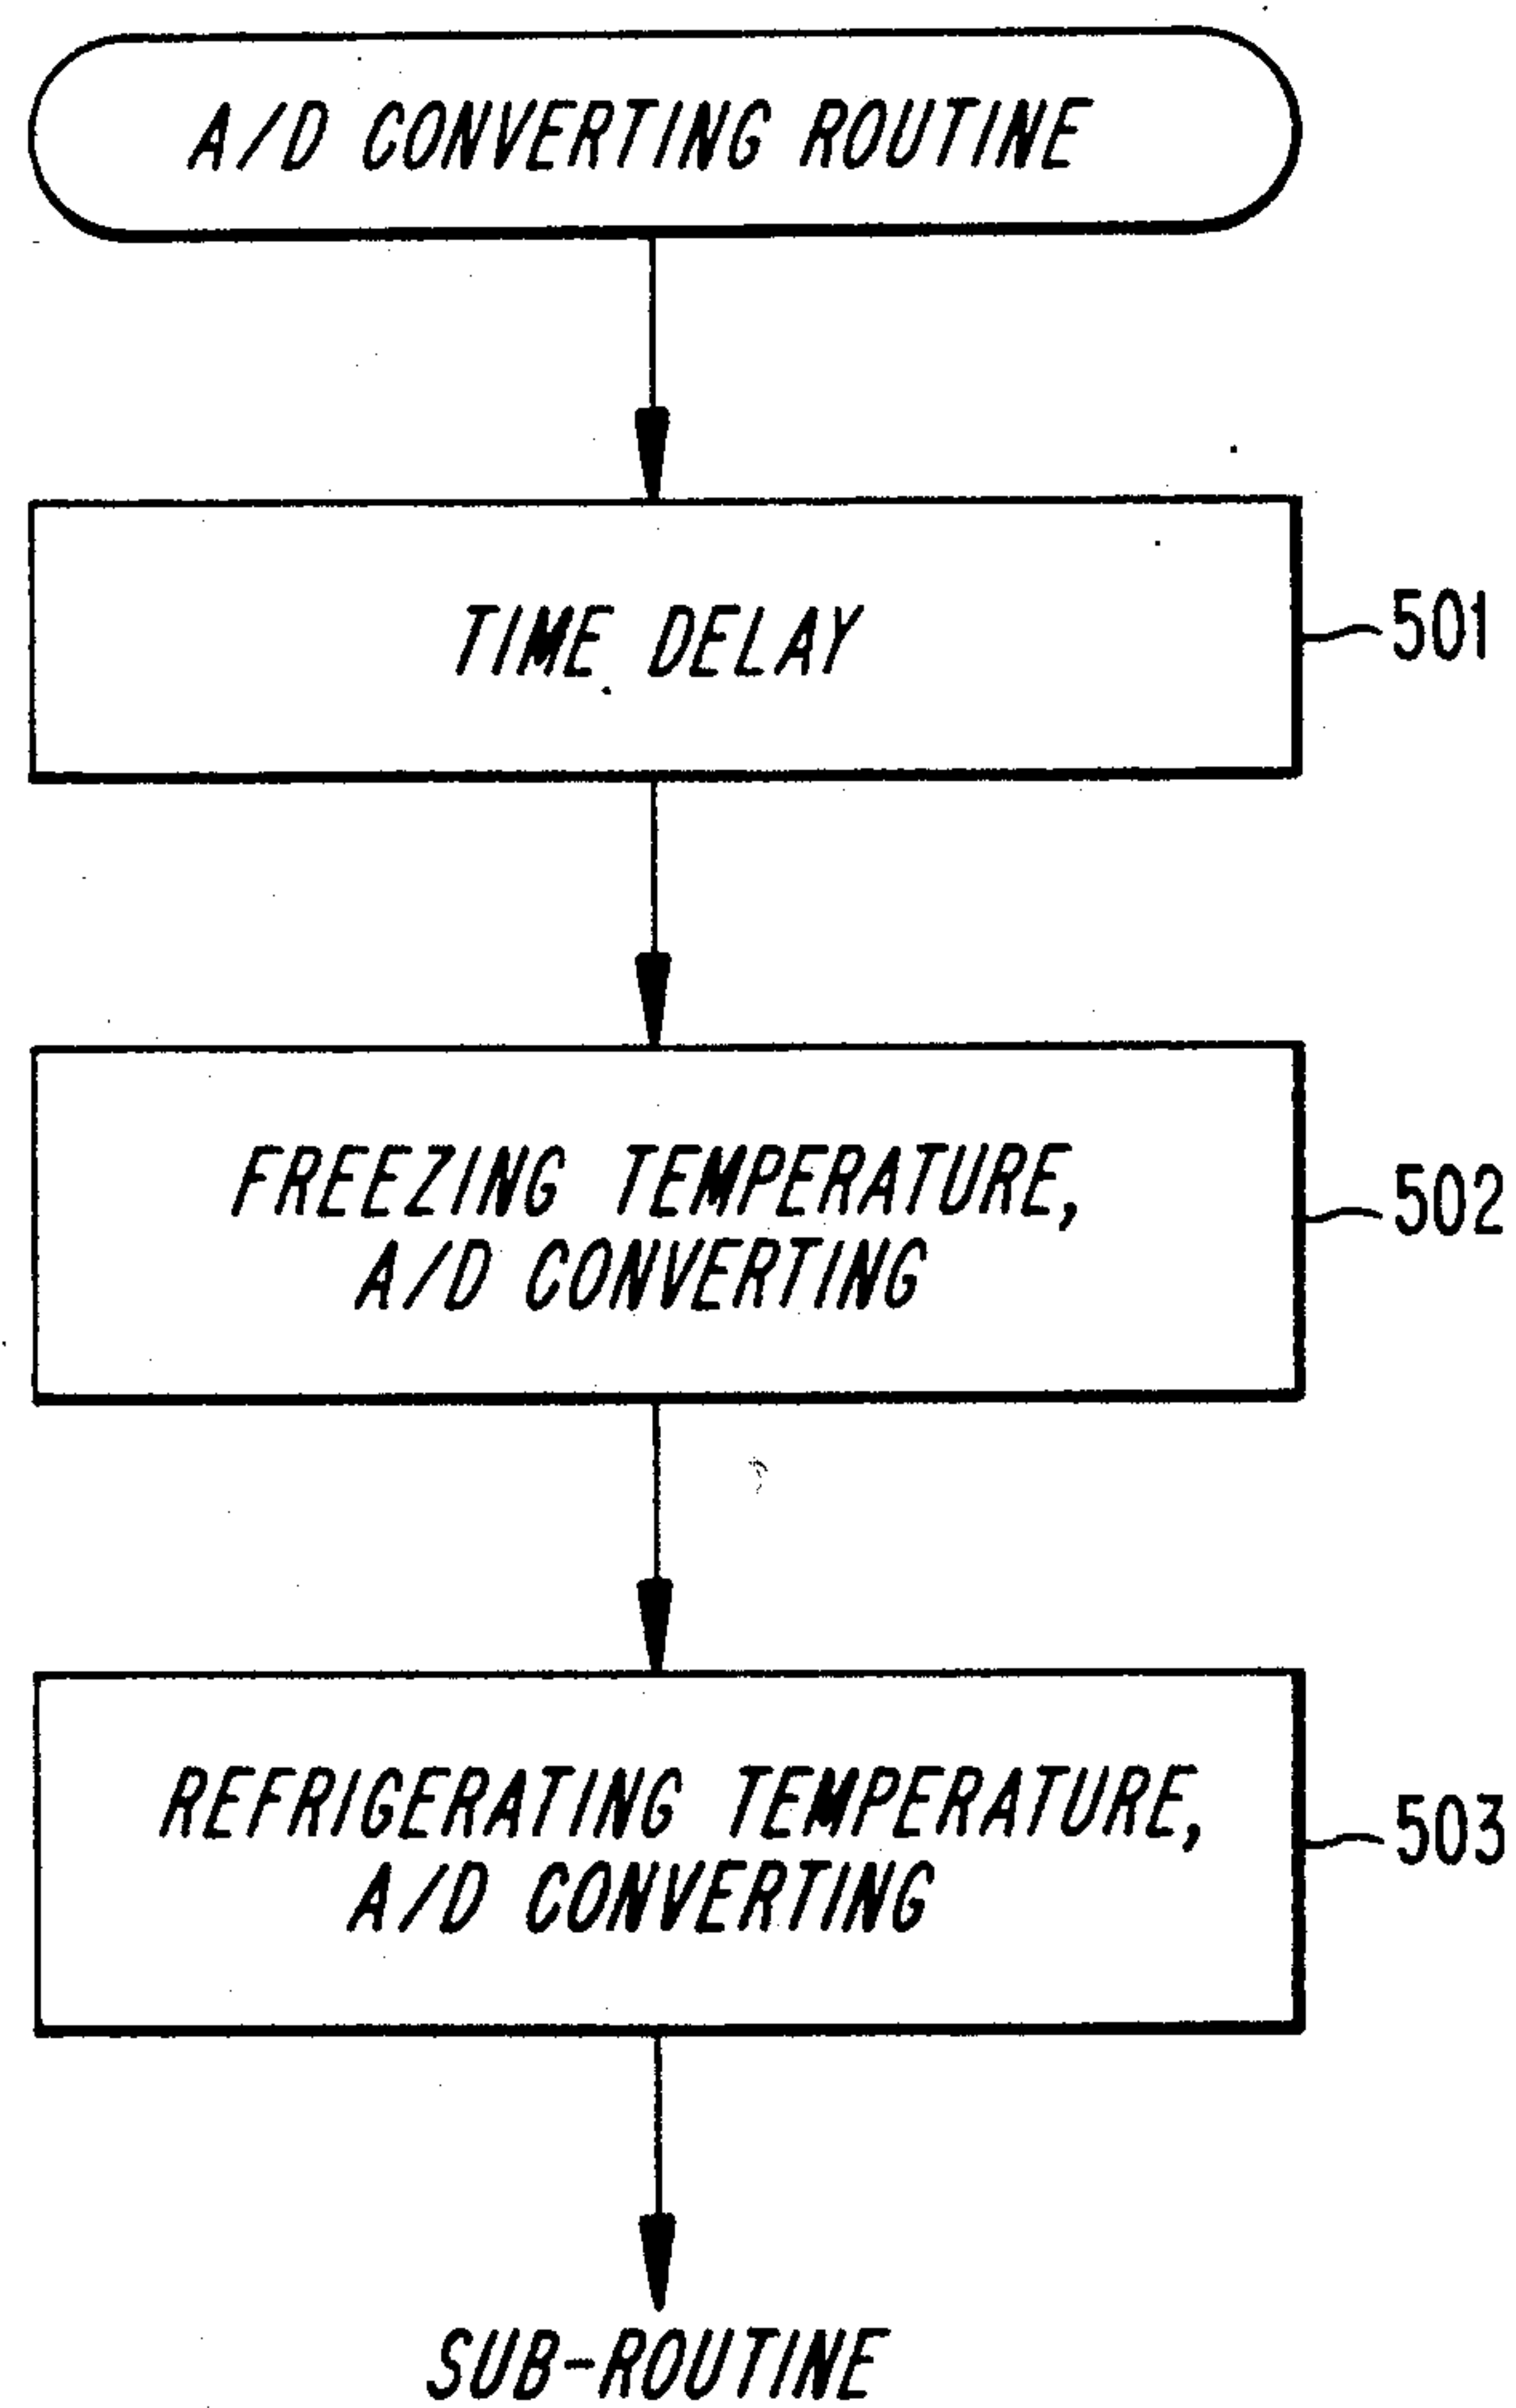 A/D CONVERTING ROUTINE
TIME DELAY
501
FREEZING TEMPERATURE,
A/D CONVERTING
502
REFRIGERATING TEMPERATURE,
A/D CONVERTING
503
SUB-ROUTINE